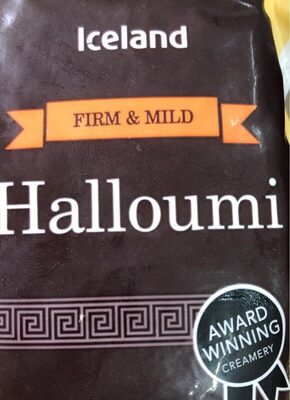 Iceland
FIRM & MILD
Halloumi
AWARD
WINNING
CREAMERY